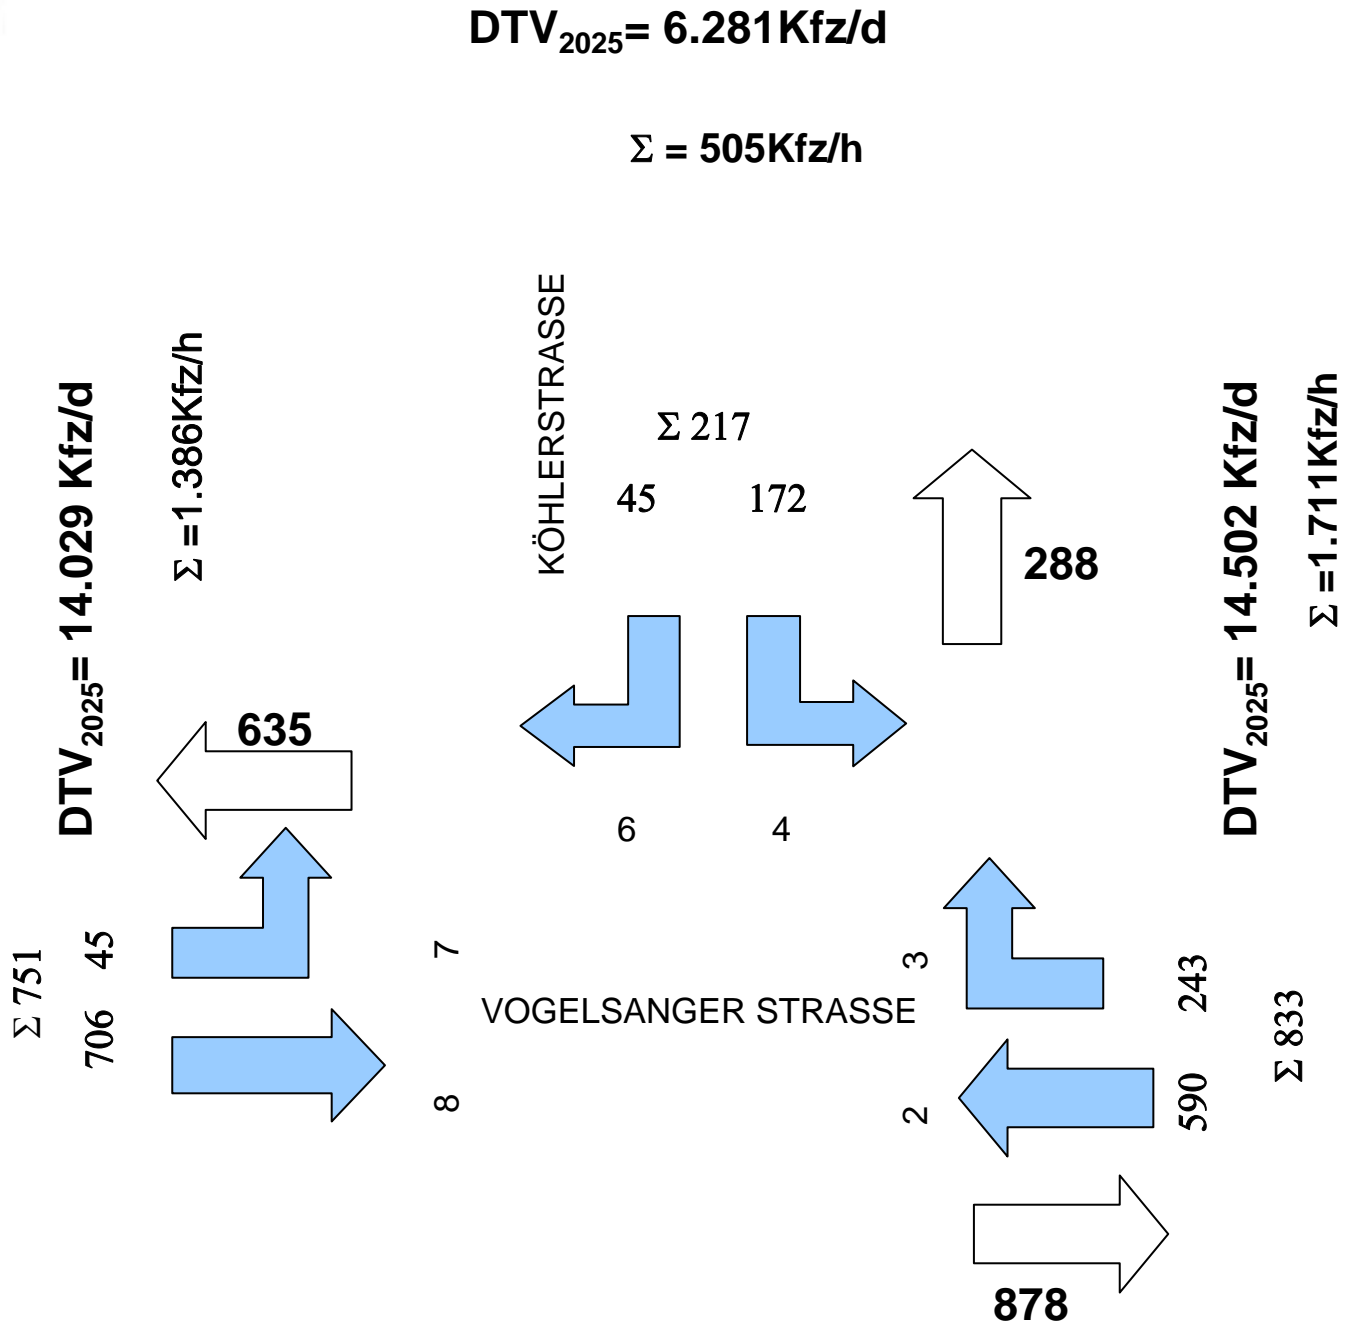 DTV2025= 6.281Kfz/d
Σ = 505Kfz/h
KÖHLERSTRASSE
Σ 217
45
172
288
DTV2025= 14.029 Kfz/d
Σ =1.386Kfz/h
DTV2025= 14.502 Kfz/d
Σ =1.711Kfz/h
635
6
4
Σ 751
45
706
7
8
VOGELSANGER STRASSE
3
2
243
590
Σ 833
878